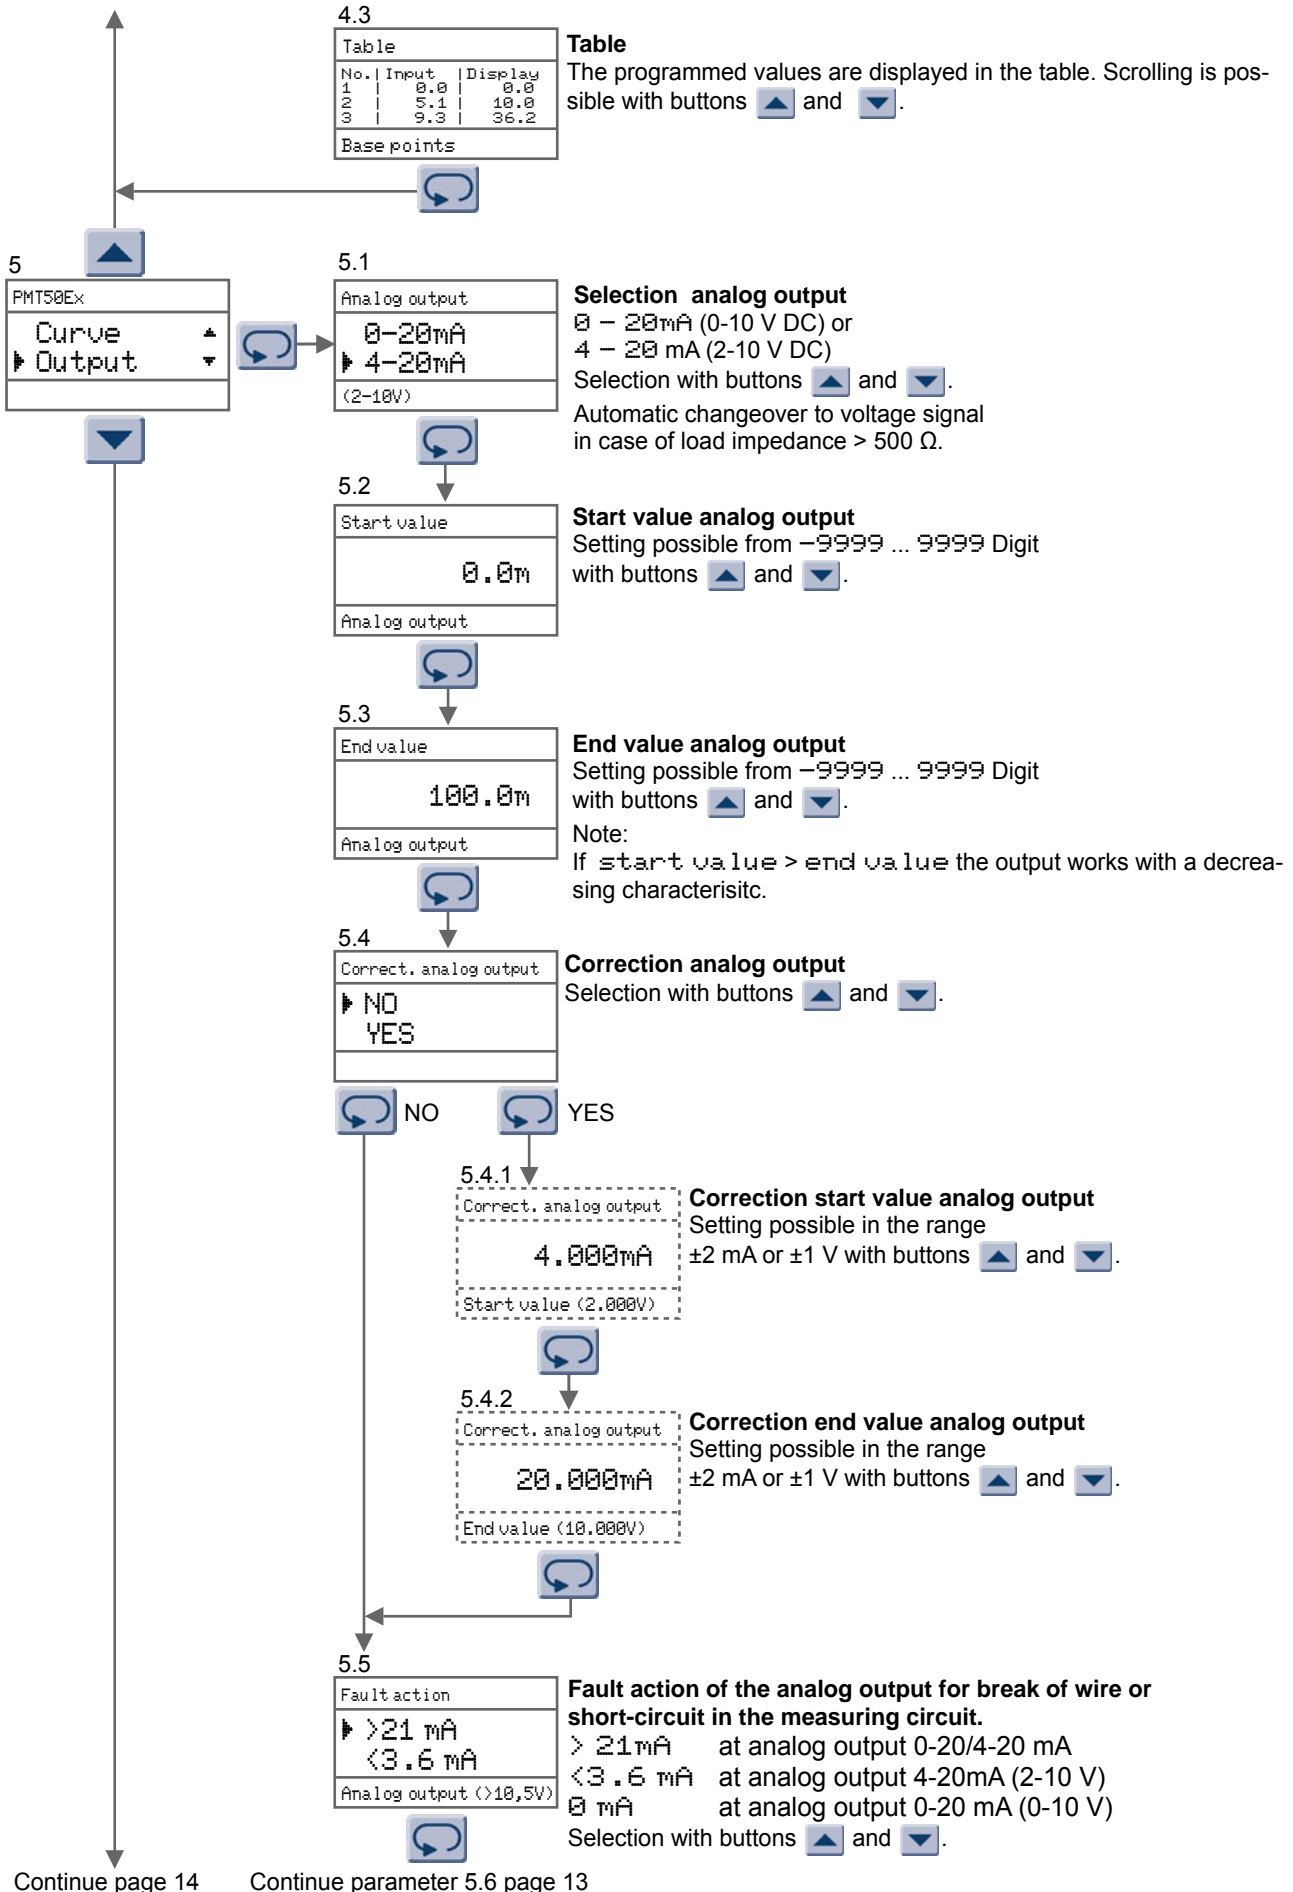 4.3
Table
No.|Input |Display
1 | 0.0 | 0.0
2 | 5.1 | 10.0
3 | 9.3 | 36.2
Base points
Table
The programmed values are displayed in the table. Scrolling is pos-
sible with buttons and .
5
PMT50Ex
Curve
Output
5.1
Analog output
0-20mA
4-20mA
(2-10V)
Selection analog output
0 - 20mA (0-10 V DC) or
4 - 20 mA (2-10 V DC)
Selection with buttons and .
Automatic changeover to voltage signal
in case of load impedance > 500 Ω.
5.2
Start value
0.0m
Analog output
Start value analog output
Setting possible from -9999 ... 9999 Digit
with buttons and .
5.3
End value
100.0m
Analog output
End value analog output
Setting possible from -9999 ... 9999 Digit
with buttons and .
Note:
If start value > end value the output works with a decrea-
sing characterisitc.
5.4
Correct. analog output
NO
YES
Correction analog output
Selection with buttons and .
NO
YES
5.4.1
Correct. analog output
4.000mA
Start value (2.000V)
Correction start value analog output
Setting possible in the range
±2 mA or ±1 V with buttons and .
5.4.2
Correct. analog output
20.000mA
End value (10.000V)
Correction end value analog output
Setting possible in the range
±2 mA or ±1 V with buttons and .
5.5
Fault action
>21 mA
<3.6 mA
Analog output (>10,5V)
Fault action of the analog output for break of wire or
short-circuit in the measuring circuit.
> 21mA at analog output 0-20/4-20 mA
<3.6 mA at analog output 4-20mA (2-10 V)
0 mA at analog output 0-20 mA (0-10 V)
Selection with buttons and .
Continue page 14
Continue parameter 5.6 page 13